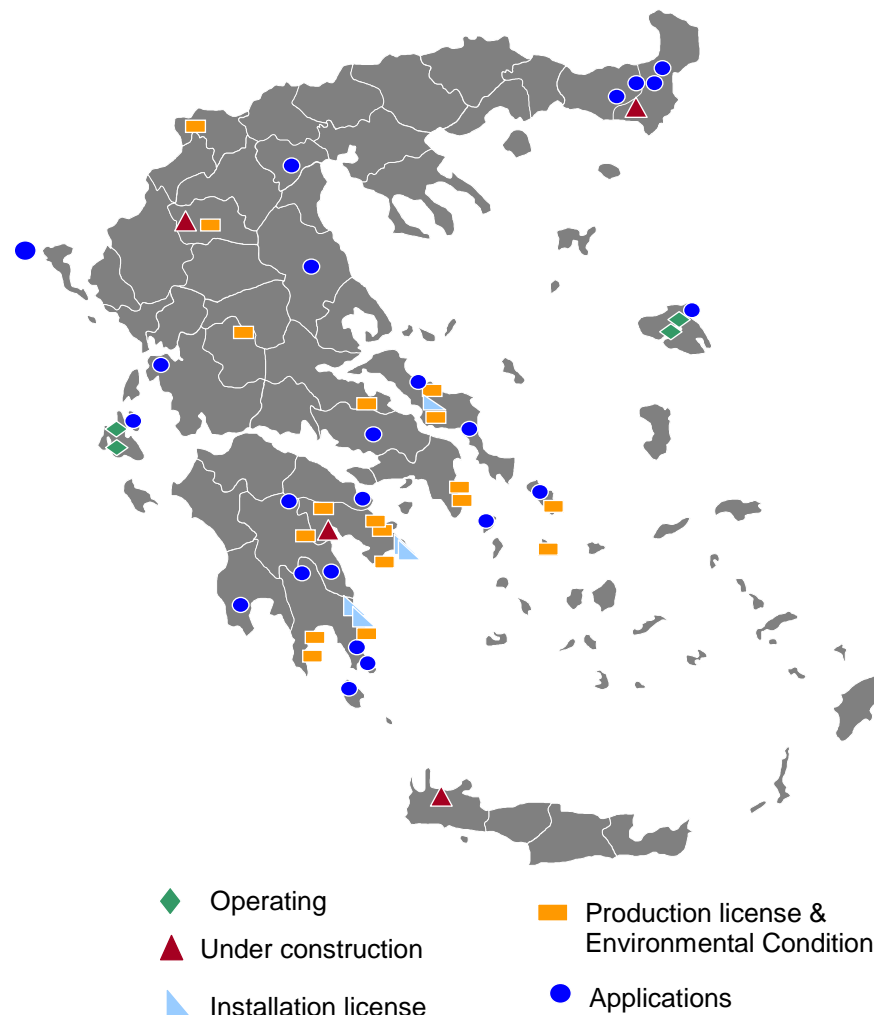 Operating
Under construction
Installation license
Production license &
Environmental Condition
Applications